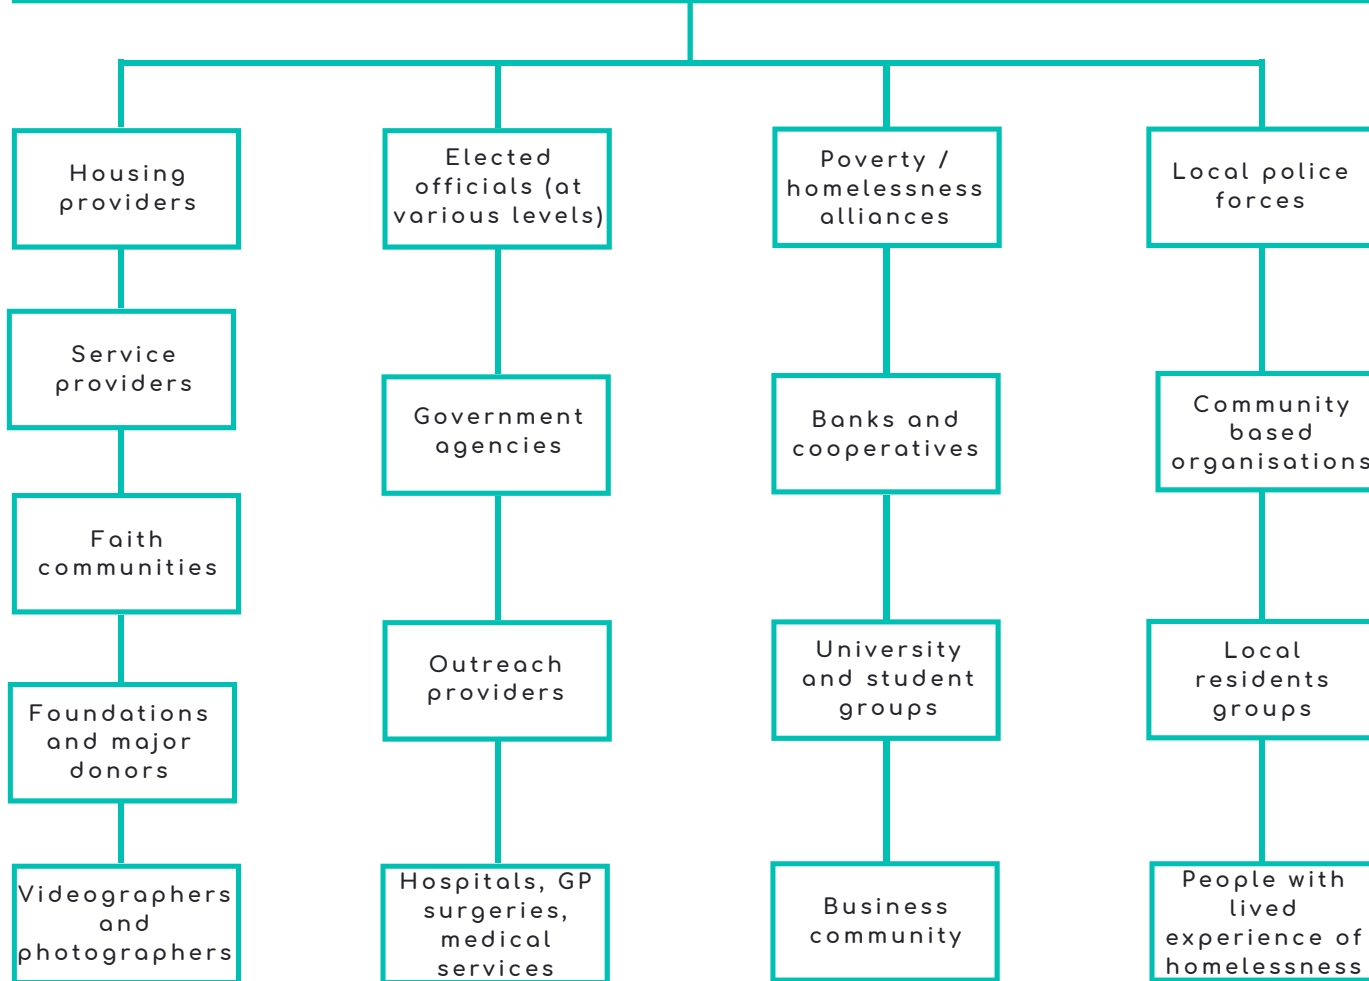 Housing
providers
Service
providers
Faith
communities
Foundations
and major
donors
Videographers
and
photographers
Elected
officials (at
various levels)
Government
agencies
Outreach
providers
Hospitals, GP
surgeries,
medical
services
Poverty /
homelessness
alliances
Banks and
cooperatives
University
and student
groups
Business
community
Local police
forces
Community
based
organisations
Local
residents
groups
People with
lived
experience of
homelessness